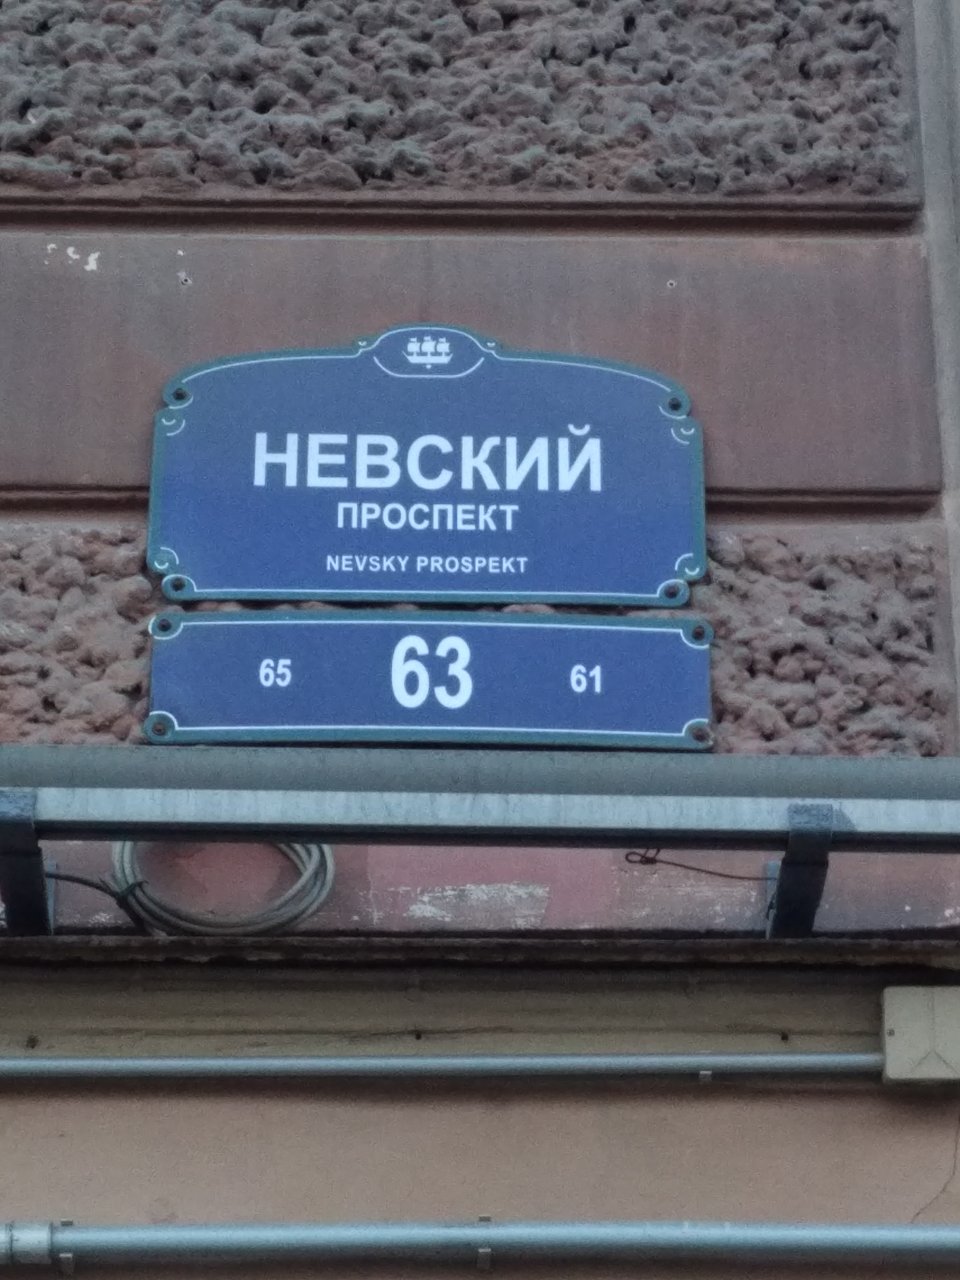 НЕВСКИЙ
ПРОСПЕКТ
NEVSKY PROSPEKT
65 63 61